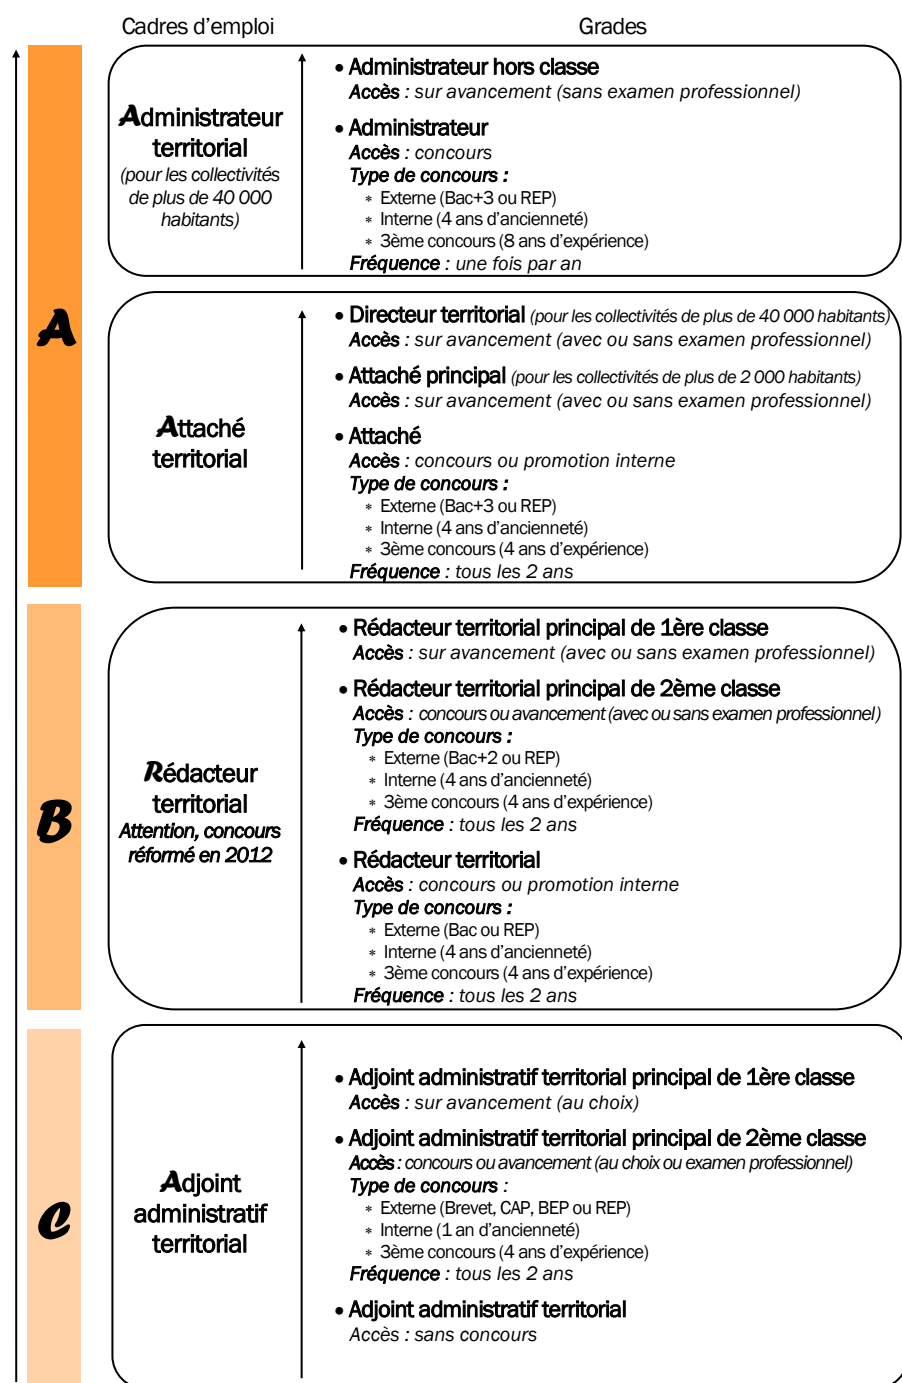 Cadres d'emploi
Grades
A
Administrateur
territorial
(pour les collectivités
de plus de 40 000
habitants)
• Administrateur hors classe
Accès : sur avancement (sans examen professionnel)
• Administrateur
Accès : concours
Type de concours :
* Externe (Bac+3 ou REP)
* Interne (4 ans d'ancienneté)
* 3ème concours (8 ans d'expérience)
Fréquence : une fois par an
Attaché
territorial
• Directeur territorial (pour les collectivités de plus de 40 000 habitants)
Accès : sur avancement (avec ou sans examen professionnel)
• Attaché principal (pour les collectivités de plus de 2 000 habitants)
Accès : sur avancement (avec ou sans examen professionnel)
• Attaché
Accès : concours ou promotion interne
Type de concours :
* Externe (Bac+3 ou REP)
* Interne (4 ans d'ancienneté)
* 3ème concours (4 ans d'expérience)
Fréquence : tous les 2 ans
B
Rédacteur
territorial
Attention, concours
réformé en 2012
• Rédacteur territorial principal de 1ère classe
Accès : sur avancement (avec ou sans examen professionnel)
• Rédacteur territorial principal de 2ème classe
Accès : concours ou avancement (avec ou sans examen professionnel)
Type de concours :
* Externe (Bac+2 ou REP)
* Interne (4 ans d'ancienneté)
* 3ème concours (4 ans d'expérience)
Fréquence : tous les 2 ans
• Rédacteur territorial
Accès : concours ou promotion interne
Type de concours :
* Externe (Bac ou REP)
* Interne (4 ans d'ancienneté)
* 3ème concours (4 ans d'expérience)
Fréquence : tous les 2 ans
C
Adjoint
administratif
territorial
• Adjoint administratif territorial principal de 1ère classe
Accès : sur avancement (au choix)
• Adjoint administratif territorial principal de 2ème classe
Accès : concours ou avancement (au choix ou examen professionnel)
Type de concours :
* Externe (Brevet, CAP, BEP ou REP)
* Interne (1 an d'ancienneté)
* 3ème concours (4 ans d'expérience)
Fréquence : tous les 2 ans
• Adjoint administratif territorial
Accès : sans concours